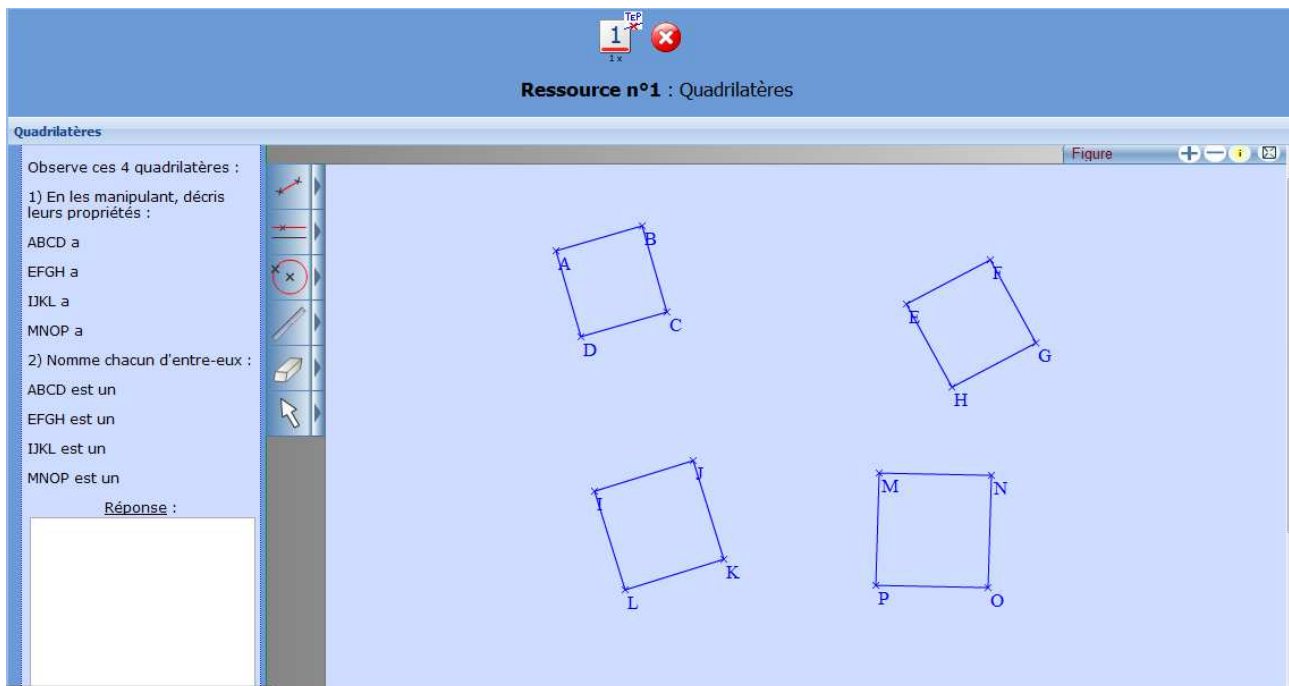 TeP
1
1 x
Ressource n°1 : Quadrilatères
Quadrilatères
Observe ces 4 quadrilatères :
1) En les manipulant, décris
leurs propriétés :
ABCD a
EFGH a
IJKL a
MNOP a
2) Nomme chacun d'entre-eux :
ABCD est un
EFGH est un
IJKL est un
MNOP est un
Réponse :
Figure
i
B
A
C
D
F
E
G
H
J
I
K
L
M
N
P
O